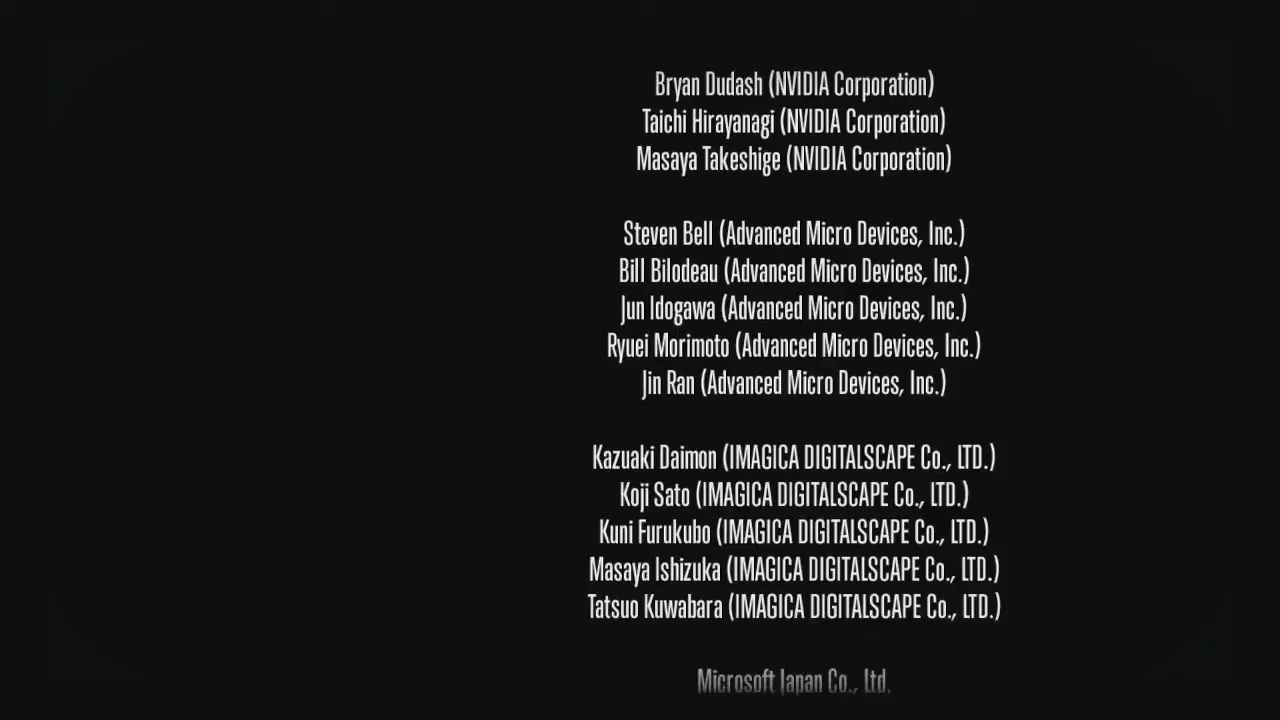 Bryan Dudash (NVIDIA Corporation)
Taichi Hirayanagi (NVIDIA Corporation)
Masaya Takeshige (NVIDIA Corporation)
Steven Bell (Advanced Micro Devices, Inc.)
Bill Bilodeau (Advanced Micro Devices, Inc.)
Jun Idogawa (Advanced Micro Devices, Inc.)
Ryuei Morimoto (Advanced Micro Devices, Inc.)
Jin Ran (Advanced Micro Devices, Inc.)
Kazuaki Daimon (IMAGICA DIGITALSCAPE Co., LTD.)
Koji Sato (IMAGICA DIGITALSCAPE Co., LTD.)
Kuni Furukubo (IMAGICA DIGITALSCAPE Co., LTD.)
Masaya Ishizuka (IMAGICA DIGITALSCAPE Co., LTD.)
Tatsuo Kuwabara (IMAGICA DIGITALSCAPE Co., LTD.)
Microsoft Japan Co., Ltd.